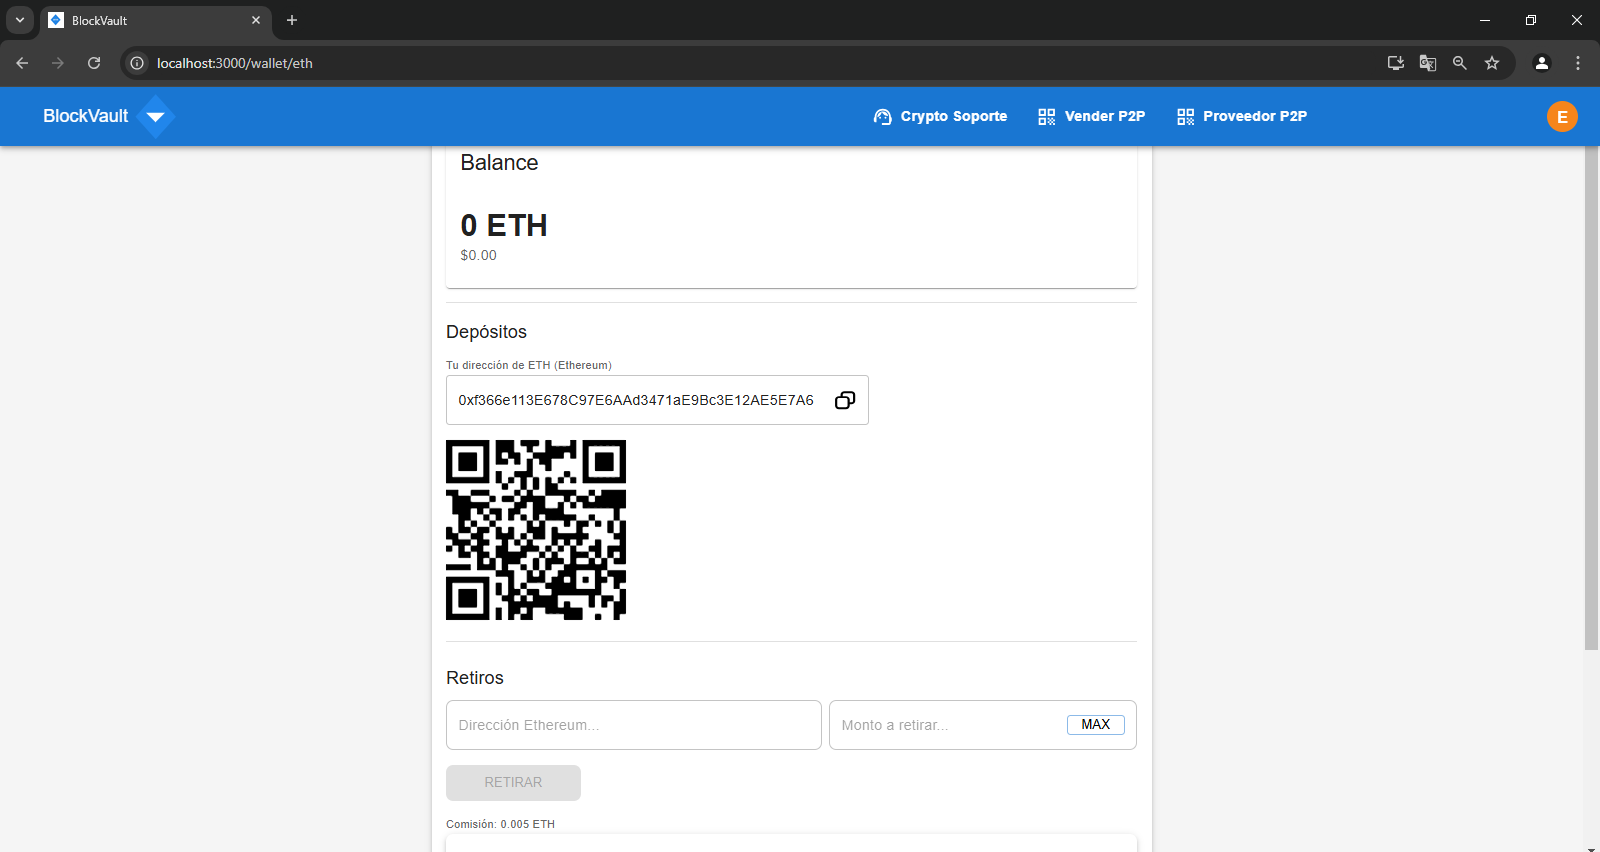 BlockVault
localhost:3000/wallet/eth
BlockVault
Crypto Soporte
Vender P2P
Proveedor P2P
E
Balance
0 ETH
$0.00
Depósitos
Tu dirección de ETH (Ethereum)
0xf366e113E678C97E6AAd3471aE9Bc3E12AE5E7A6
Retiros
Dirección Ethereum...
Monto a retirar...
MAX
RETIRAR
Comisión: 0.005 ETH